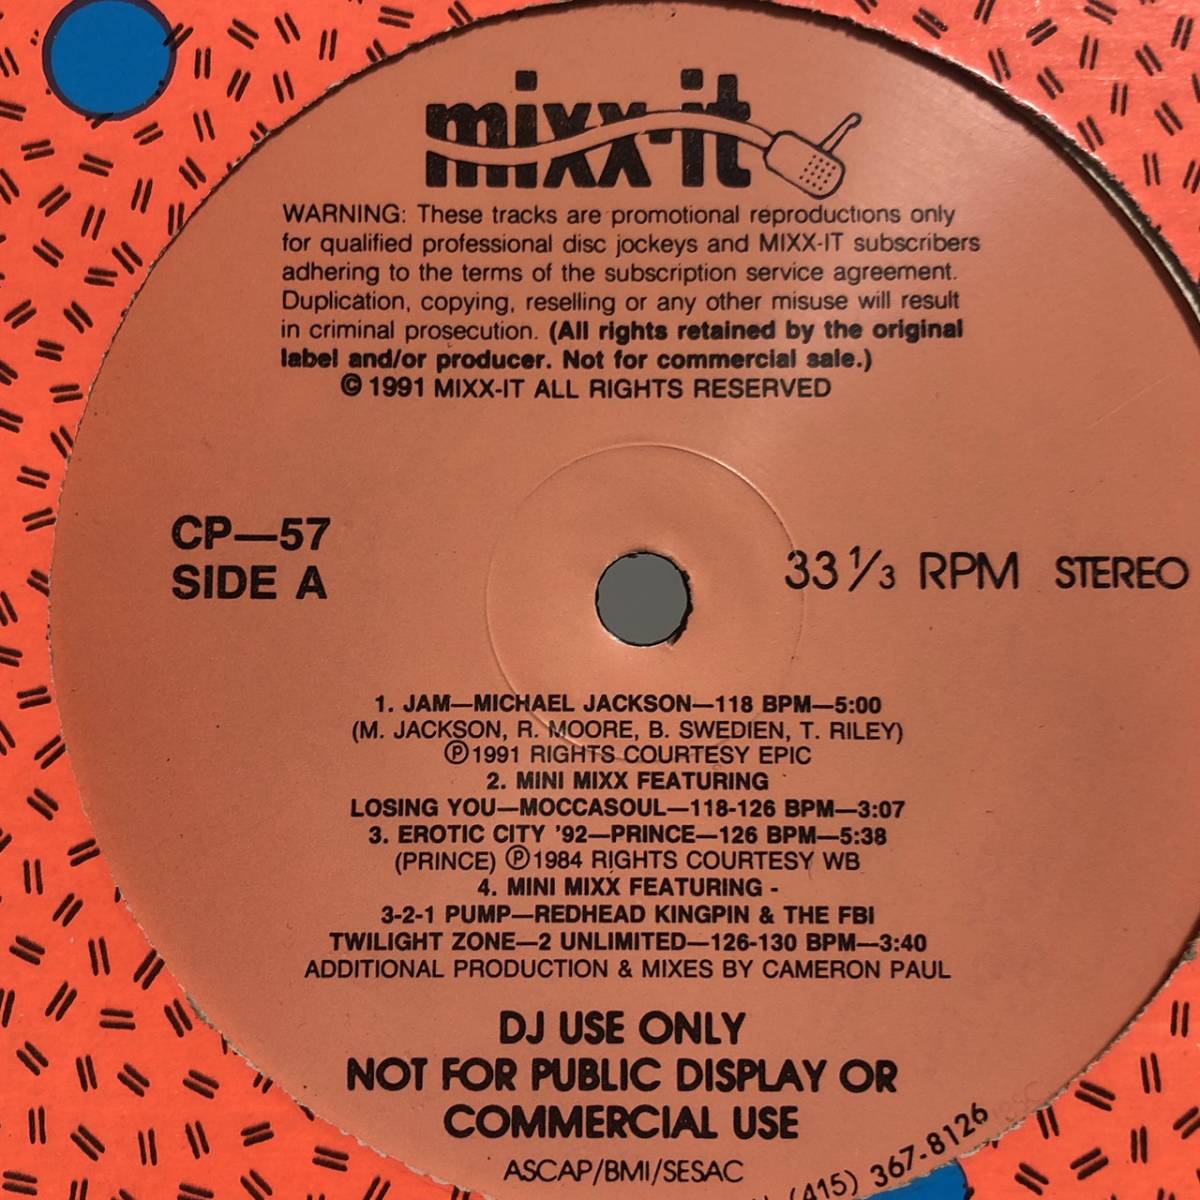 mixx-it
WARNING: These tracks are promotional reproductions only
for qualified professional disc jockeys and MIXX-IT subscribers
adhering to the terms of the subscription service agreement.
Duplication, copying, reselling or any other misuse will result
in criminal prosecution. (All rights retained by the original
label and/or producer. Not for commercial sale.)
© 1991 MIXX-IT ALL RIGHTS RESERVED
CP—57
SIDE A
33 1/3 RPM STEREO
1. JAM—MICHAEL JACKSON—118 BPM—5:00
(M. JACKSON, R. MOORE, B. SWEDIEN, T. RILEY)
℗1991 RIGHTS COURTESY EPIC
2. MINI MIXX FEATURING
LOSING YOU—MOCCASOUL—118-126 BPM—3:07
3. EROTIC CITY '92—PRINCE—126 BPM—5:38
(PRINCE) ℗1984 RIGHTS COURTESY WB
4. MINI MIXX FEATURING -
3-2-1 PUMP—REDHEAD KINGPIN & THE FBI
TWILIGHT ZONE—2 UNLIMITED—126-130 BPM—3:40
ADDITIONAL PRODUCTION & MIXES BY CAMERON PAUL
DJ USE ONLY
NOT FOR PUBLIC DISPLAY OR
COMMERCIAL USE
ASCAP/BMI/SESAC
(415) 367-8126